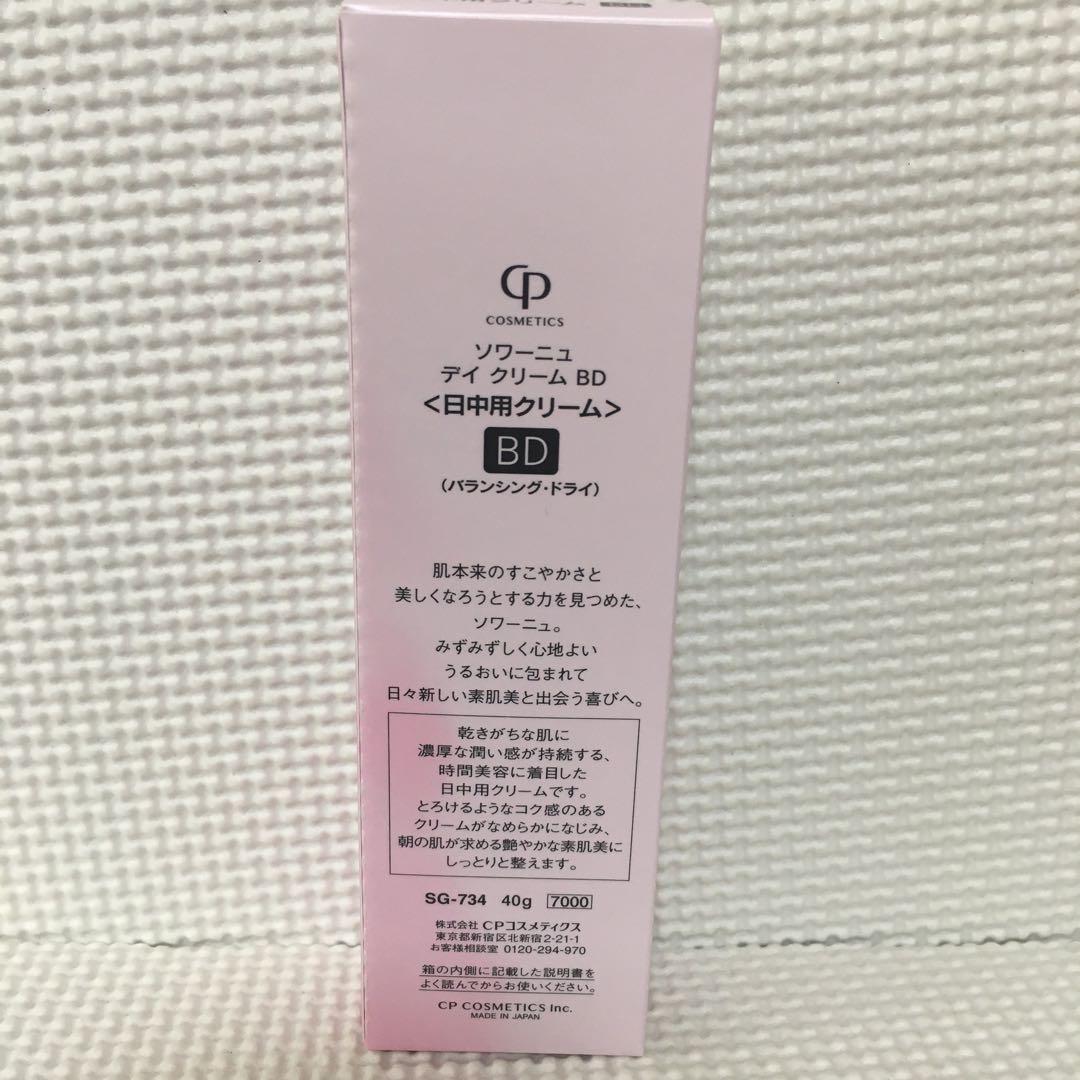 CP
COSMETICS
ソワーニュ
デイ クリーム BD
<日中用クリーム>
BD
(バランシング・ドライ)
肌本来のすこやかさと
美しくなろうとする力を見つめた、
ソワーニュ。
みずみずしく心地よい
うるおいに包まれて
日々新しい素肌美と出会う喜びへ。
乾きがちな肌に
濃厚な潤い感が持続する、
時間美容に着目した
日中用クリームです。
とろけるようなコク感のある
クリームがなめらかになじみ、
朝の肌が求める艶やかな素肌美に
しっとりと整えます。
SG-734 40g 7000
株式会社 CPコスメティクス
東京都新宿区北新宿2-21-1
お客様相談室 0120-294-970
箱の内側に記載した説明書を
よく読んでからお使いください。
CP COSMETICS Inc.
MADE IN JAPAN